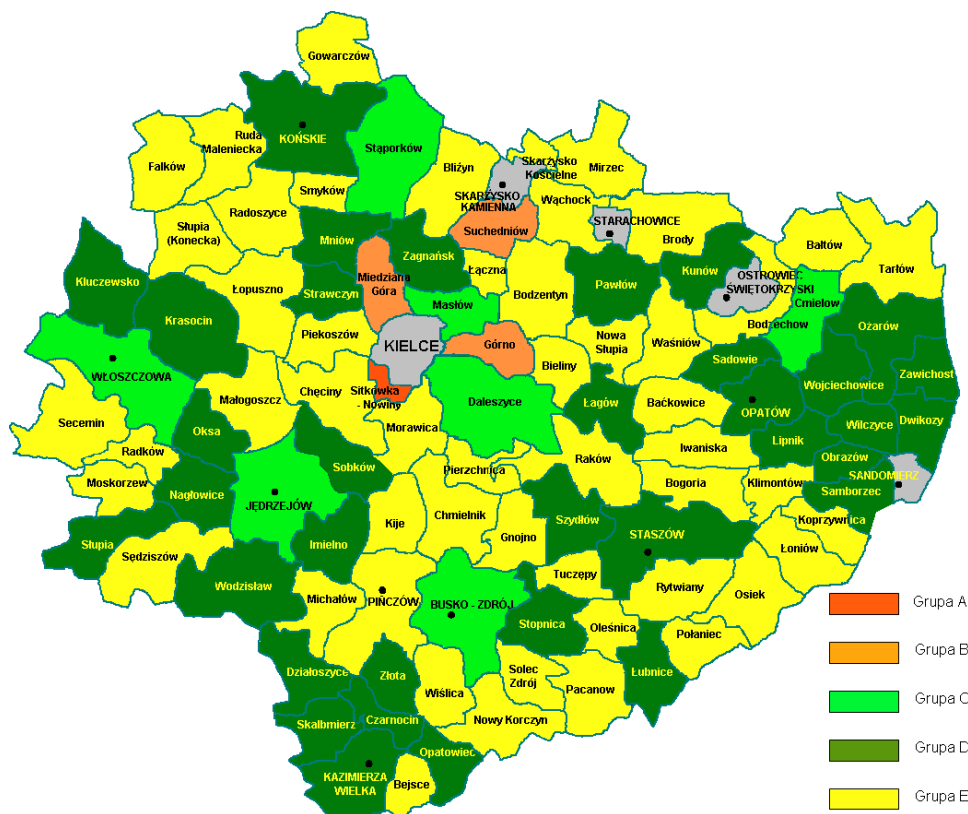 Gowarczów
KOŃSKIE
Ruda
Maleniecka
Falków
Stąporków
Smyków
Bliżyn
Skarżysko
Kościelne
Mirzec
SKARŻYSKO
KAMIENNA
Wąchock
Słupia
(Konecka)
Radoszyce
Suchedniów
STARACHOWICE
Brody
Mniów
Zagnańsk
Łączna
Bałtów
Tarłów
Kluczewsko
Łopuszno
Strawczyn
Miedziana
Góra
Masłów
Bodzentyn
Pawłów
Kunów
OSTROWIEC
ŚWIĘTOKRZYSKI
Cmielow
Krasocin
Piekoszów
KIELCE
Górno
Nowa
Słupia
Waśniów
Bodzechow
Ożarów
WŁOSZCZOWA
Bieliny
Sadowie
Zawichost
Wojciechowice
Małogoszcz
Chęciny
Sitkówka
- Nowiny
Daleszyce
Łagów
Baćkowice
OPATÓW
Secemin
Oksa
Morawica
Dwikozy
Wilczyce
Lipnik
Radków
Sobków
Pierzchnica
Raków
Iwaniska
Obrazów
Moskorzew
Nagłowice
JĘDRZEJÓW
Bogoria
Klimontów
SANDOMIERZ
Samborzec
Słupia
Sędziszów
Imielno
Kije
Chmielnik
Gnojno
Szydłów
STASZÓW
Koprzywnica
Łoniów
Wodzisław
Michałów
PIŃCZÓW
BUSKO - ZDRÓJ
Tuczępy
Rytwiany
Osiek
Stopnica
Oleśnica
Połaniec
Działoszyce
Złota
Wiślica
Solec
Zdrój
Pacanow
Łubnice
Skalbmierz
Czarnocin
Nowy Korczyn
Opatowiec
KAZIMIERZA
WIELKA
Bejsce
Grupa A
Grupa B
Grupa C
Grupa D
Grupa E